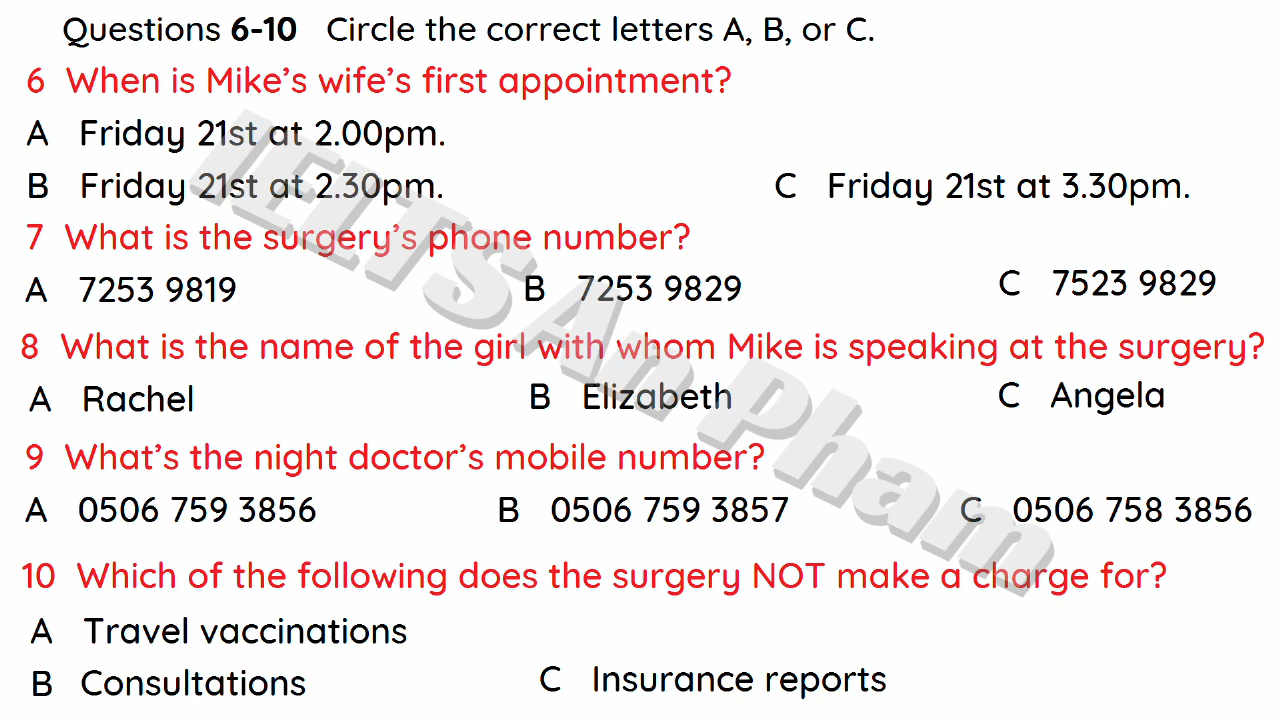 Questions 6-10 Circle the correct letters A, B, or C.
6 When is Mike's wife's first appointment?
A Friday 21st at 2.00pm.
B Friday 21st at 2.30pm. C Friday 21st at 3.30pm.
7 What is the surgery's phone number?
A 7253 9819 B 7253 9829 C 7523 9829
8 What is the name of the girl with whom Mike is speaking at the surgery?
A Rachel B Elizabeth C Angela
9 What's the night doctor's mobile number?
A 0506 759 3856 B 0506 759 3857 C 0506 758 3856
10 Which of the following does the surgery NOT make a charge for?
A Travel vaccinations
B Consultations C Insurance reports
IELTS An Pham